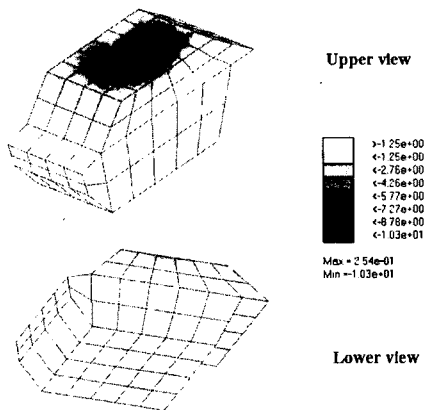 Upper view
>-1.25e+00
<-1.25e+00
<-2.76e+00
<-4.26e+00
<-5.77e+00
<-7.27e+00
<-8.78e+00
<-1.03e+01
Max = 2.54e-01
Min =-1.03e+01
Lower view